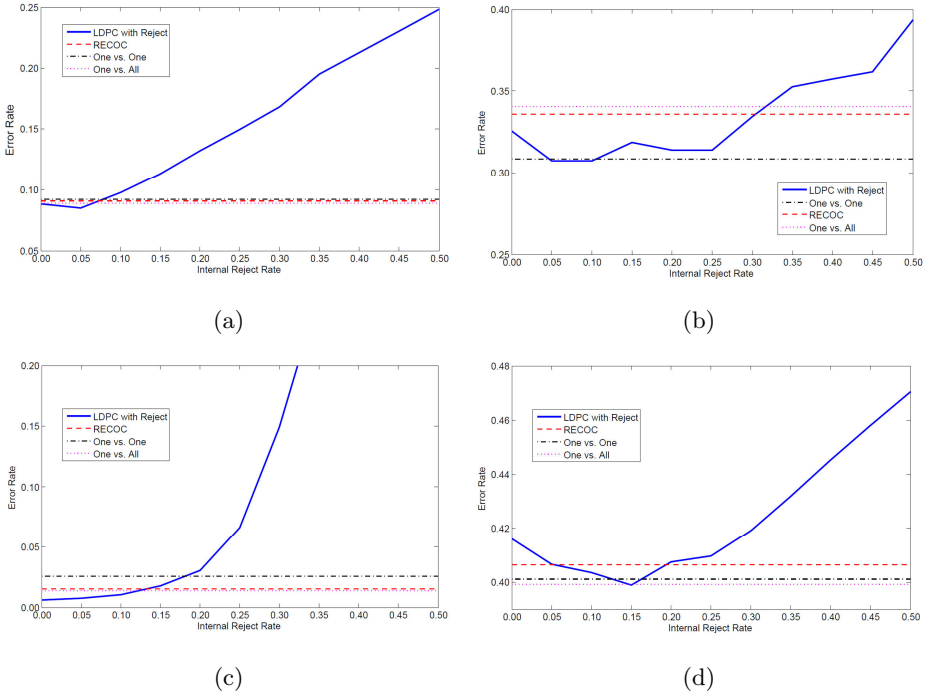 0.25
0.20
0.15
0.10
0.05
Error Rate
LDPC with Reject
RECOC
One vs. One
One vs. All
0.00 0.05 0.10 0.15 0.20 0.25 0.30 0.35 0.40 0.45 0.50
Internal Reject Rate
(a)
0.40
0.35
0.30
0.25
Error Rate
LDPC with Reject
One vs. One
RECOC
One vs. All
0.00 0.05 0.10 0.15 0.20 0.25 0.30 0.35 0.40 0.45 0.50
Internal Reject Rate
(b)
0.20
0.15
0.10
0.05
0.00
Error Rate
LDPC with Reject
RECOC
One vs. One
One vs. All
0.00 0.05 0.10 0.15 0.20 0.25 0.30 0.35 0.40 0.45 0.50
Internal Reject Rate
(c)
0.48
0.46
0.44
0.42
0.40
Error Rate
LDPC with Reject
RECOC
One vs. One
One vs. All
0.00 0.05 0.10 0.15 0.20 0.25 0.30 0.35 0.40 0.45 0.50
Internal Reject Rate
(d)